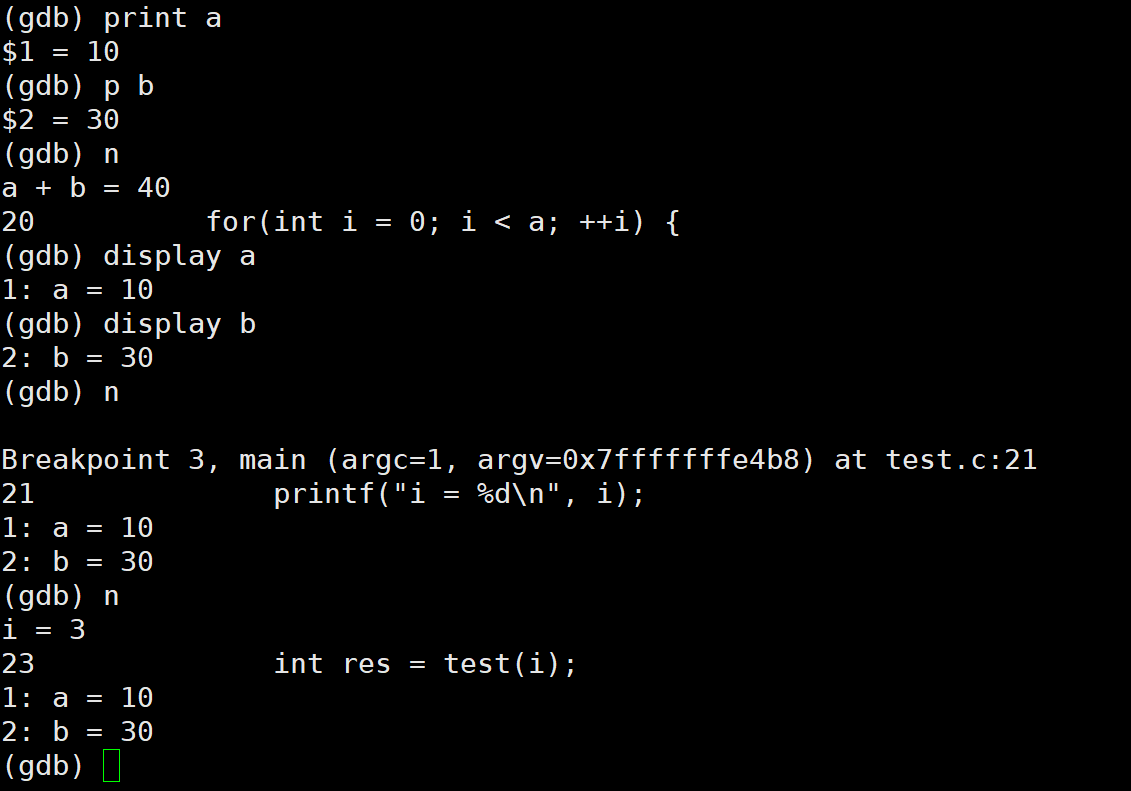 (gdb) print a
$1 = 10
(gdb) p b
$2 = 30
(gdb) n
a + b = 40
20          for(int i = 0; i < a; ++i) {
(gdb) display a
1: a = 10
(gdb) display b
2: b = 30
(gdb) n

Breakpoint 3, main (argc=1, argv=0x7fffffffe4b8) at test.c:21
21              printf("i = %d\n", i);
1: a = 10
2: b = 30
(gdb) n
i = 3
23              int res = test(i);
1: a = 10
2: b = 30
(gdb)